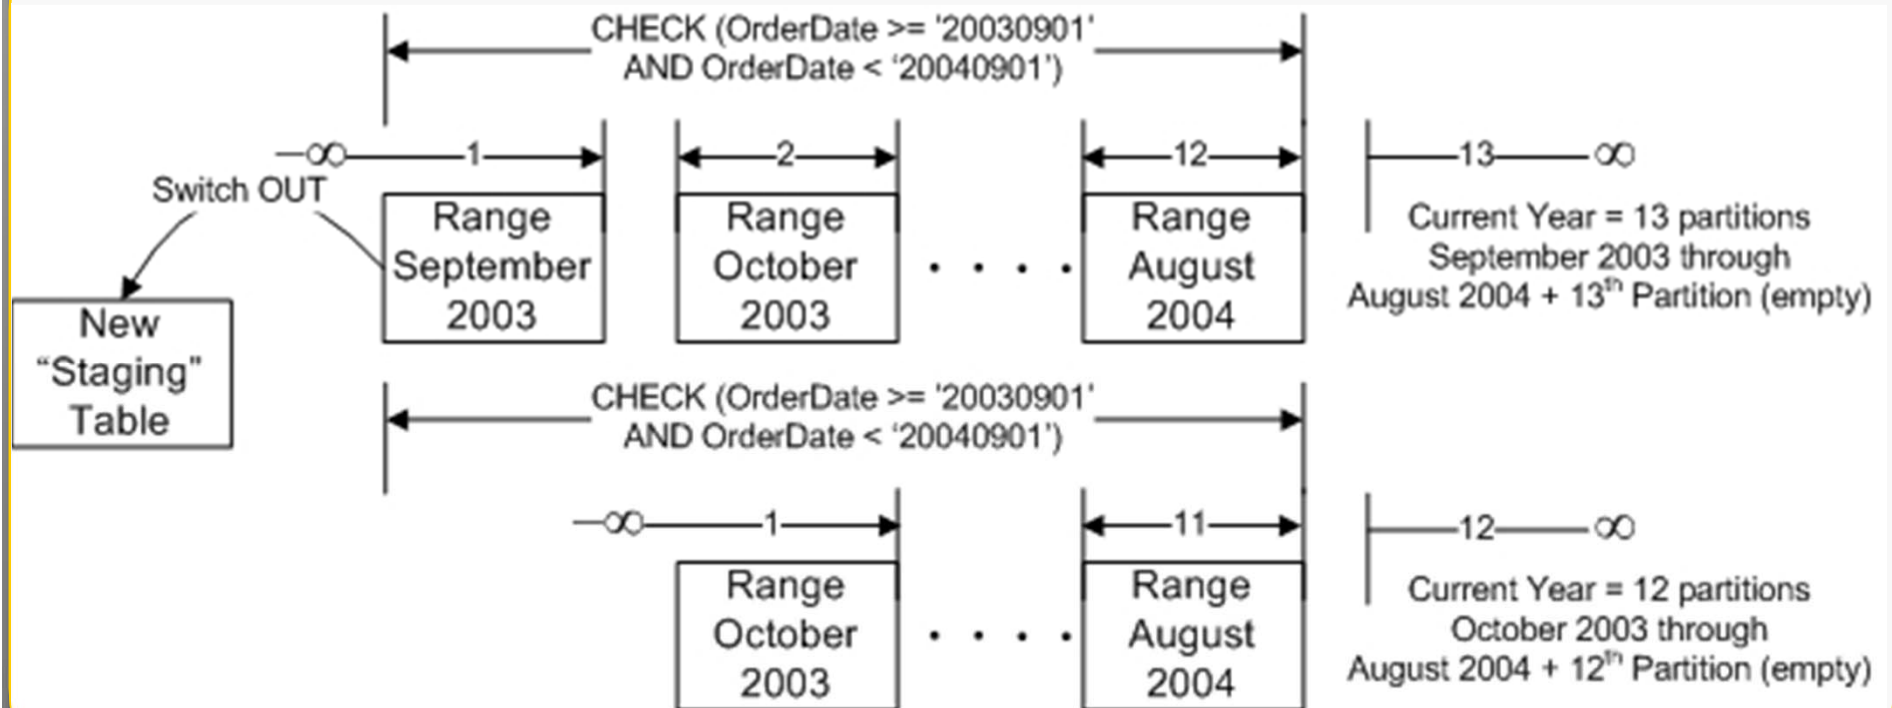 CHECK (OrderDate >= '20030901'
AND OrderDate < ‘20040901’)
–∞ 1 2 12 13 ∞
Switch OUT
Range
September
2003
Range
October
2003
. . . .
Range
August
2004
Current Year = 13 partitions
September 2003 through
August 2004 + 13th Partition (empty)
New
“Staging"
Table
CHECK (OrderDate >= '20030901'
AND OrderDate < ‘20040901’)
–∞ 1 11 12 ∞
Range
October
2003
. . . .
Range
August
2004
Current Year = 12 partitions
October 2003 through
August 2004 + 12th Partition (empty)